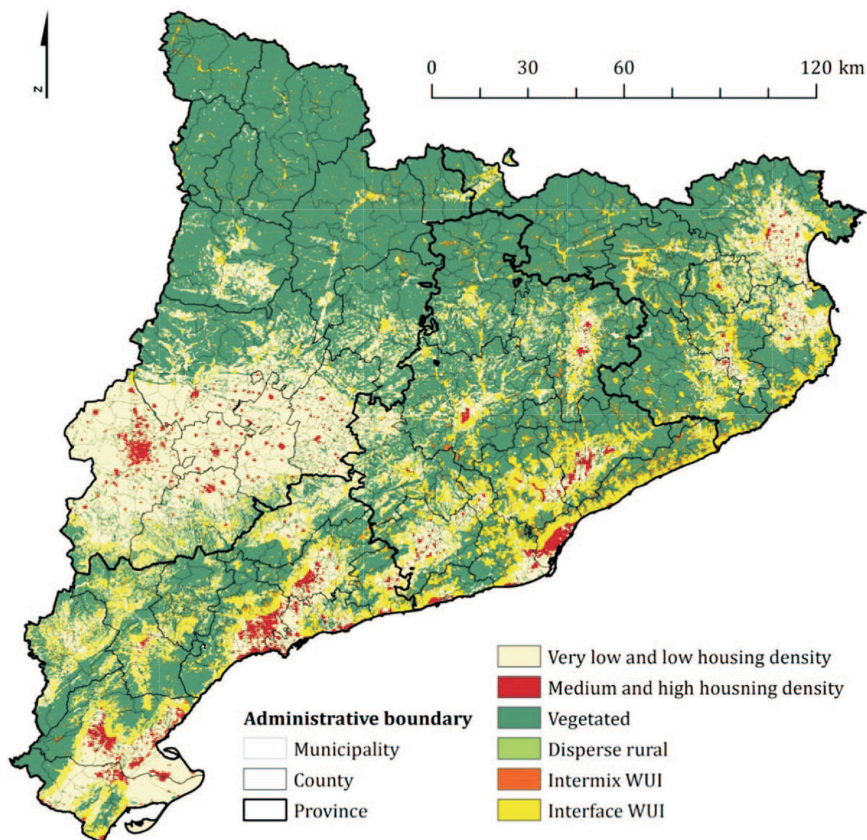 z
0 30 60 120 km
Very low and low housing density
Medium and high housning density
Administrative boundary
Vegetated
Municipality
Disperse rural
County
Intermix WUI
Province
Interface WUI